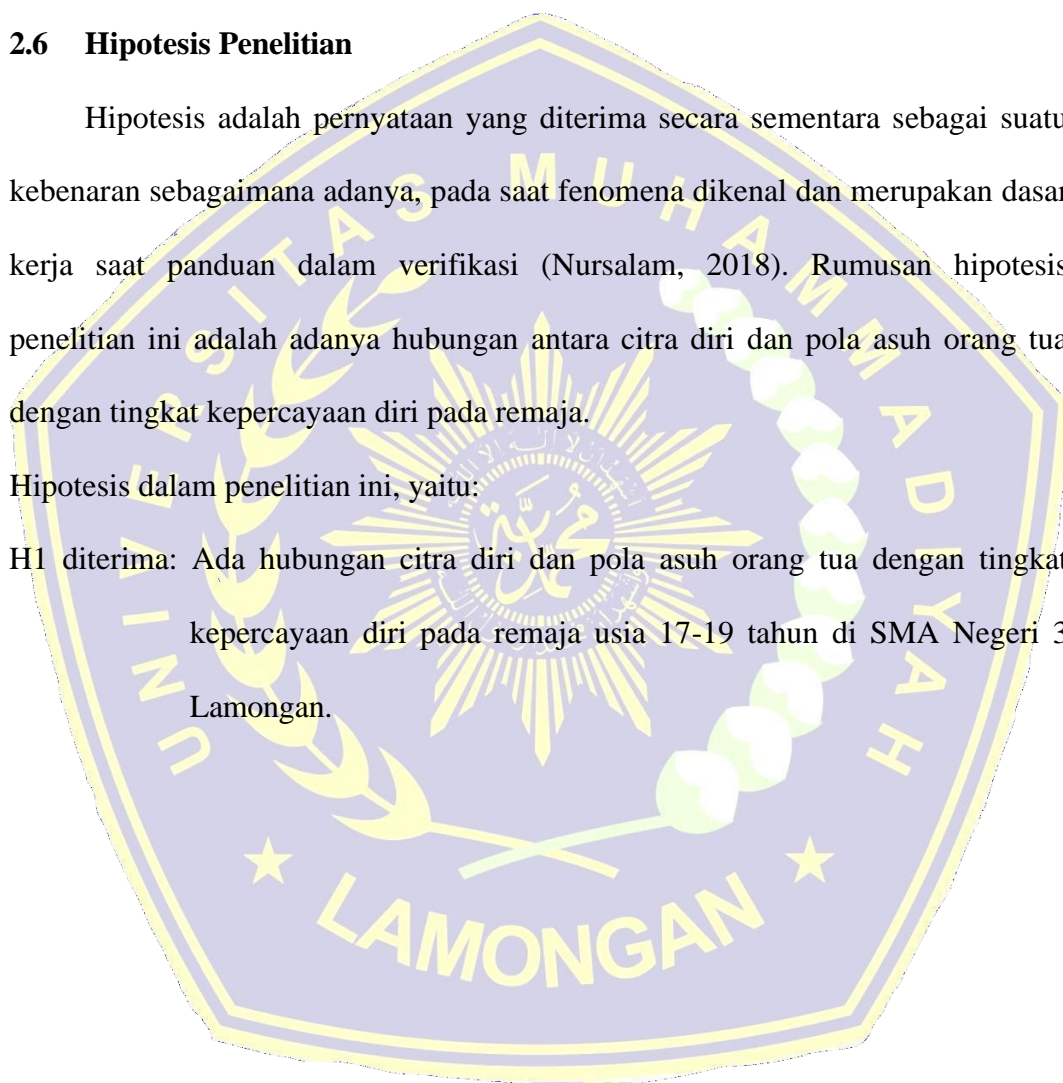 2.6 Hipotesis Penelitian
Hipotesis adalah pernyataan yang diterima secara sementara sebagai suatu
kebenaran sebagaimana adanya, pada saat fenomena dikenal dan merupakan dasar
kerja saat panduan dalam verifikasi (Nursalam, 2018). Rumusan hipotesis
penelitian ini adalah adanya hubungan antara citra diri dan pola asuh orang tua
dengan tingkat kepercayaan diri pada remaja.
Hipotesis dalam penelitian ini, yaitu:
H1 diterima: Ada hubungan citra diri dan pola asuh orang tua dengan tingkat
kepercayaan diri pada remaja usia 17-19 tahun di SMA Negeri 3
Lamongan.
UNIVERSITAS MUHAMMADIYAH
LAMONGAN